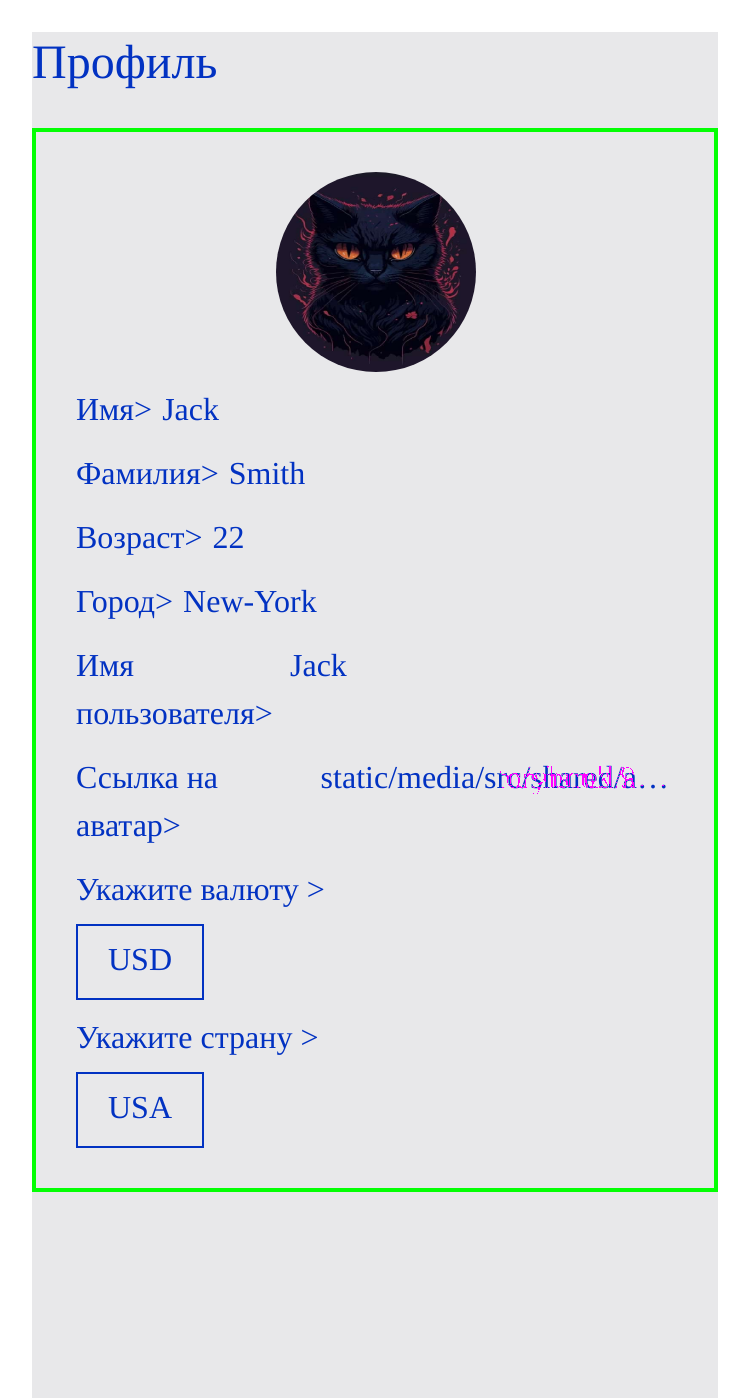 Профиль
Имя> Jack
Фамилия> Smith
Возраст> 22
Город> New-York
Имя Jack
пользователя>
Ссылка на static/media/src/shared/a…
аватар>
Укажите валюту >
USD
Укажите страну >
USA